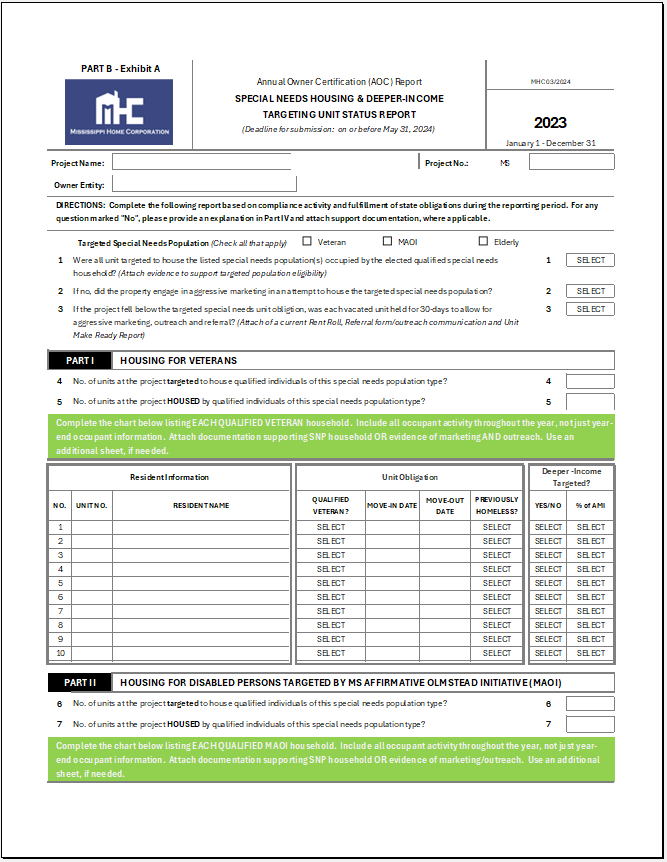 PART B - Exhibit A
MHC
MISSISSIPPI HOME CORPORATION
Annual Owner Certification (AOC) Report
SPECIAL NEEDS HOUSING & DEEPER-INCOME
TARGETING UNIT STATUS REPORT
(Deadline for submission: on or before May 31, 2024)
MHC 03/2024
2023
January 1 - December 31
Project Name:
Project No.: MS
Owner Entity:
DIRECTIONS: Complete the following report based on compliance activity and fulfillment of state obligations during the reporting period. For any
question marked "No", please provide an explanation in Part IV and attach support documentation, where applicable.
Targeted Special Needs Population (Check all that apply) Veteran MAOI Elderly
1 Were all unit targeted to house the listed special needs population(s) occupied by the elected qualified special needs 1 SELECT
household? (Attach evidence to support targeted population eligibility)
2 If no, did the property engage in aggressive marketing in an attempt to house the targeted special needs population? 2 SELECT
3 If the project fell below the targeted special needs unit obligtion, was each vacated unit held for 30-days to allow for 3 SELECT
aggressive marketing, outreach and referral? (Attach of a current Rent Roll, Referral form/outreach communication and Unit
Make Ready Report)
PART I HOUSING FOR VETERANS
4 No. of units at the project targeted to house qualified individuals of this special needs population type? 4
5 No. of units at the project HOUSED by qualified individuals of this special needs population type? 5
Complete the chart below listing EACH QUALIFIED VETERAN household. Include all occupant activity throughout the year, not just year-
end occupant information. Attach documentation supporting SNP household OR evidence of marketing AND outreach. Use an
additional sheet, if needed.
Resident Information Unit Obligation Deeper -Income
Targeted?
NO. UNIT NO. RESIDENT NAME QUALIFIED VETERAN? MOVE-IN DATE MOVE-OUT DATE PREVIOUSLY HOMELESS? YES/NO % of AMI
1 SELECT SELECT SELECT SELECT
2 SELECT SELECT SELECT SELECT
3 SELECT SELECT SELECT SELECT
4 SELECT SELECT SELECT SELECT
5 SELECT SELECT SELECT SELECT
6 SELECT SELECT SELECT SELECT
7 SELECT SELECT SELECT SELECT
8 SELECT SELECT SELECT SELECT
9 SELECT SELECT SELECT SELECT
10 SELECT SELECT SELECT SELECT
PART II HOUSING FOR DISABLED PERSONS TARGETED BY MS AFFIRMATIVE OLMSTEAD INITIATIVE (MAOI)
6 No. of units at the project targeted to house qualified individuals of this special needs population type? 6
7 No. of units at the project HOUSED by qualified individuals of this special needs population type? 7
Complete the chart below listing EACH QUALIFIED MAOI household. Include all occupant activity throughout the year, not just year-
end occupant information. Attach documentation supporting SNP household OR evidence of marketing/outreach. Use an additional
sheet, if needed.